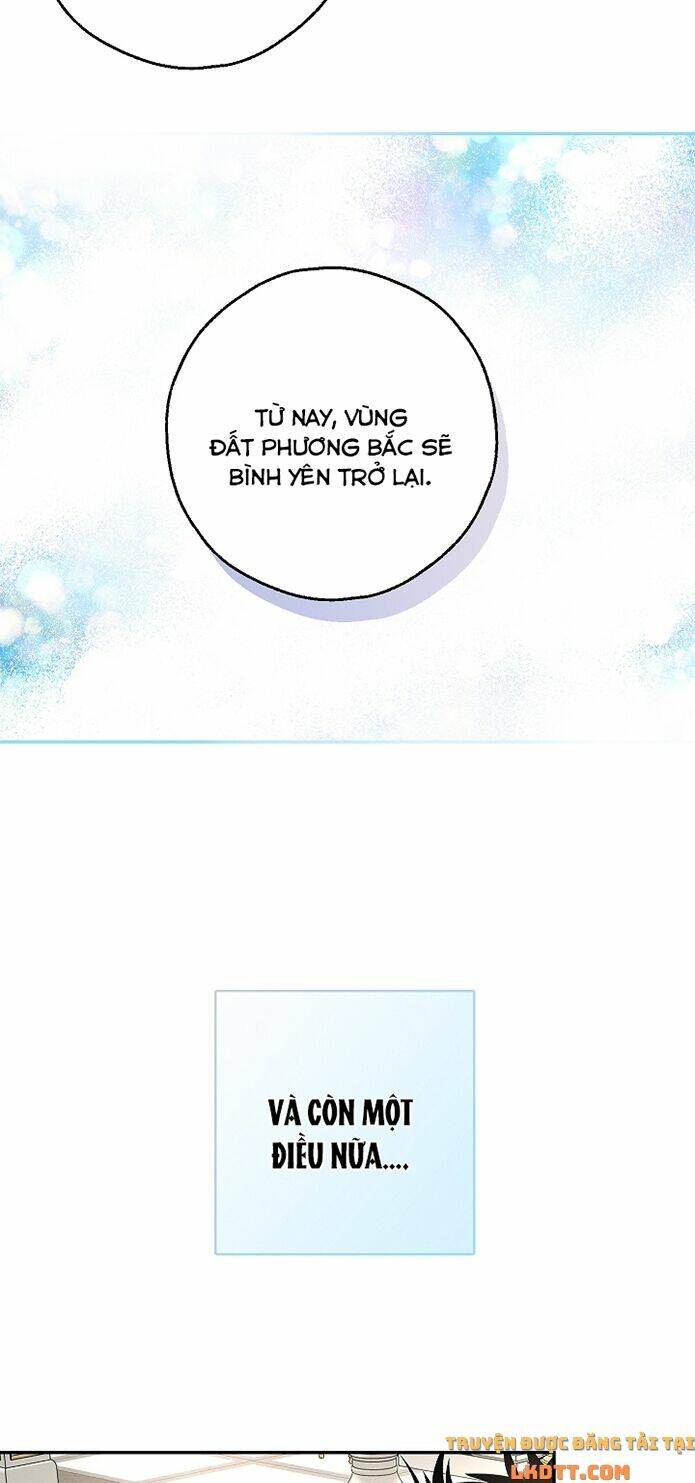 TỪ NAY, VÙNG
ĐẤT PHƯƠNG BẮC SẼ
BÌNH YÊN TRỞ LẠI.
VÀ CÒN MỘT
ĐIỀU NỮA....
TRUYỆN ĐƯỢC ĐĂNG TẢI TẠI
LKDTT.COM